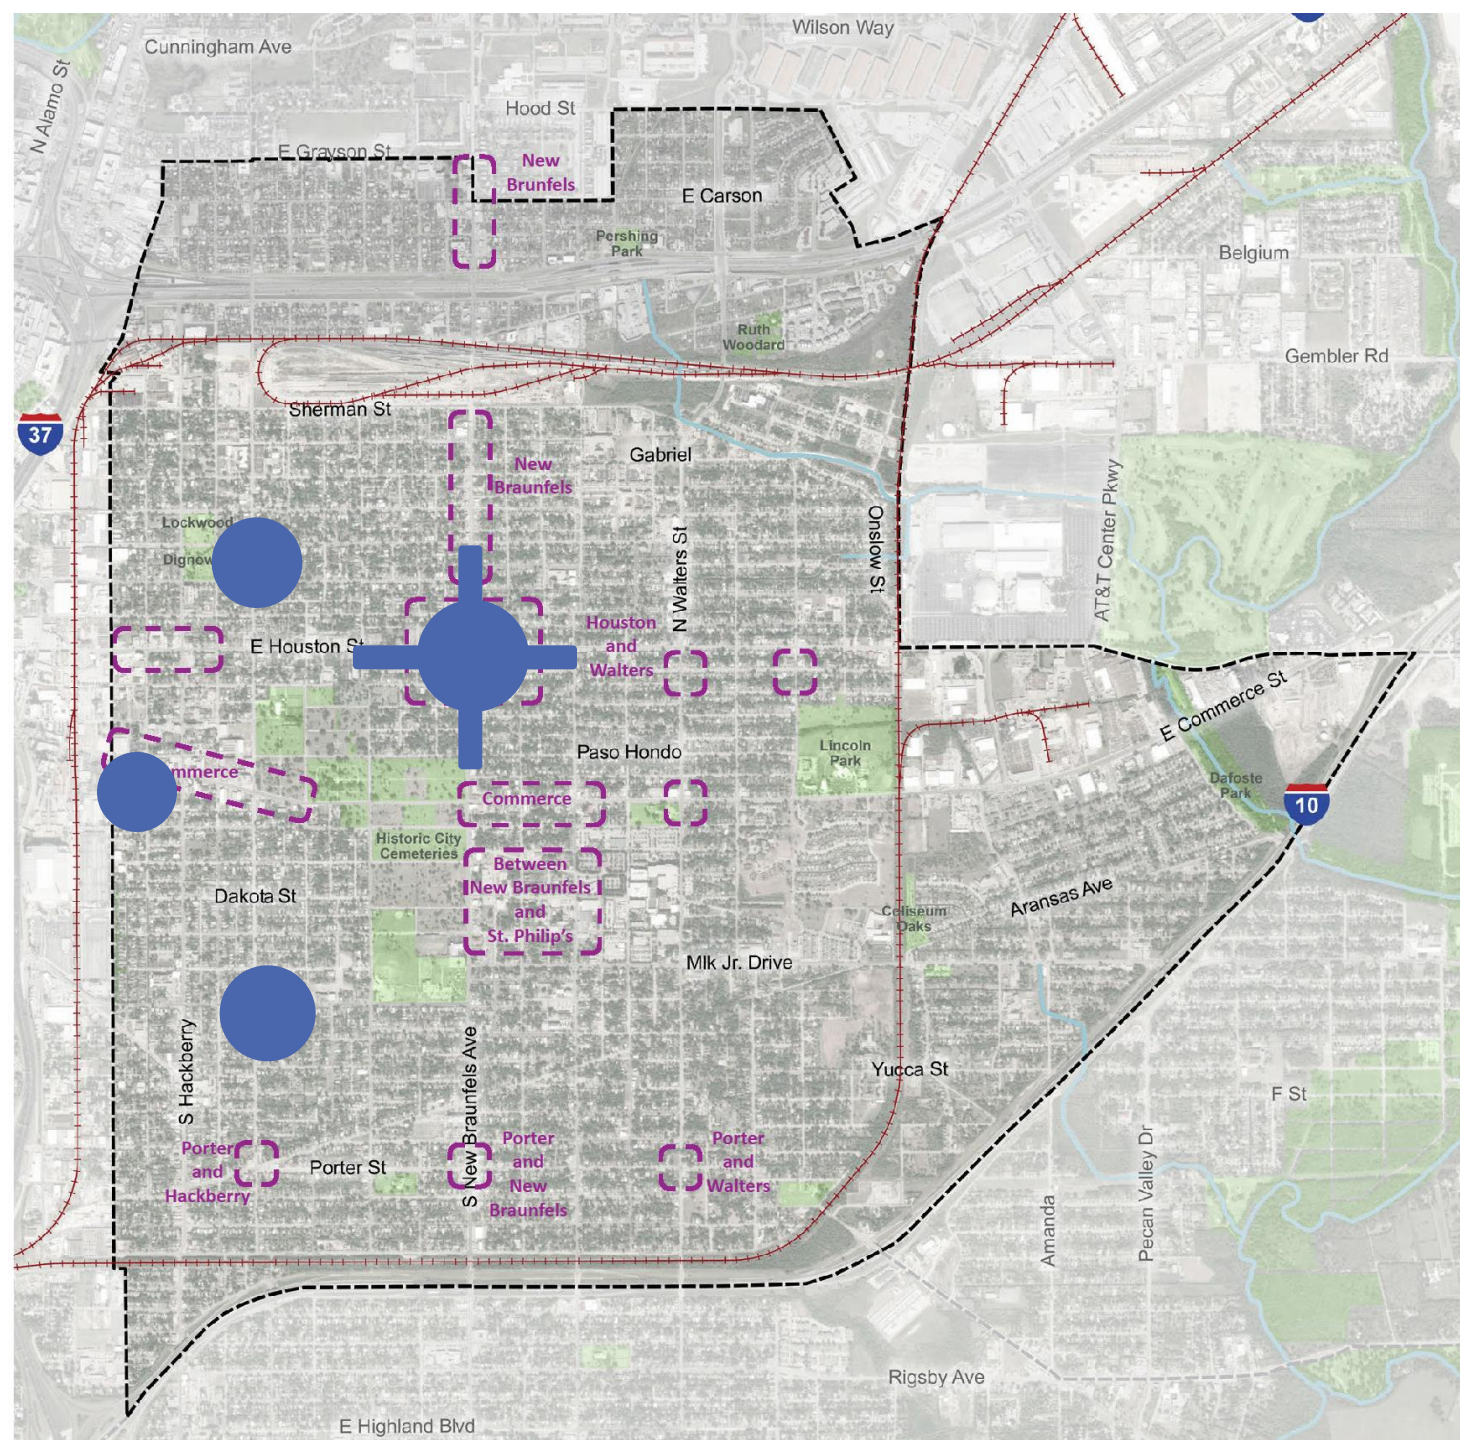 Wilson Way
Cunningham Ave
N Alamo St
Hood St
E Grayson St
New
Brunfels
E Carson
Pershing
Park
Belgium
Ruth
Woodard
Gembler Rd
Sherman St
37
Gabriel
New
Braunfels
AT&T Center Pkwy
Lockwood
Onslow St
N Walters St
Houston
and
Walters
E Houston St
E Commerce St
Paso Hondo
Lincoln
Park
Commerce
Dafoste
Park
10
Historic City
Cemeteries
Between
New Braunfels
and
St. Philip's
Dakota St
Aransas Ave
Coliseum
Oaks
Mlk Jr. Drive
S Hackberry
S New Braunfels Ave
Yucca St
F St
Porter
and
Hackberry
Porter St
Porter
and
New
Braunfels
Porter
and
Walters
Amanda
Pecan Valley Dr
Rigsby Ave
E Highland Blvd